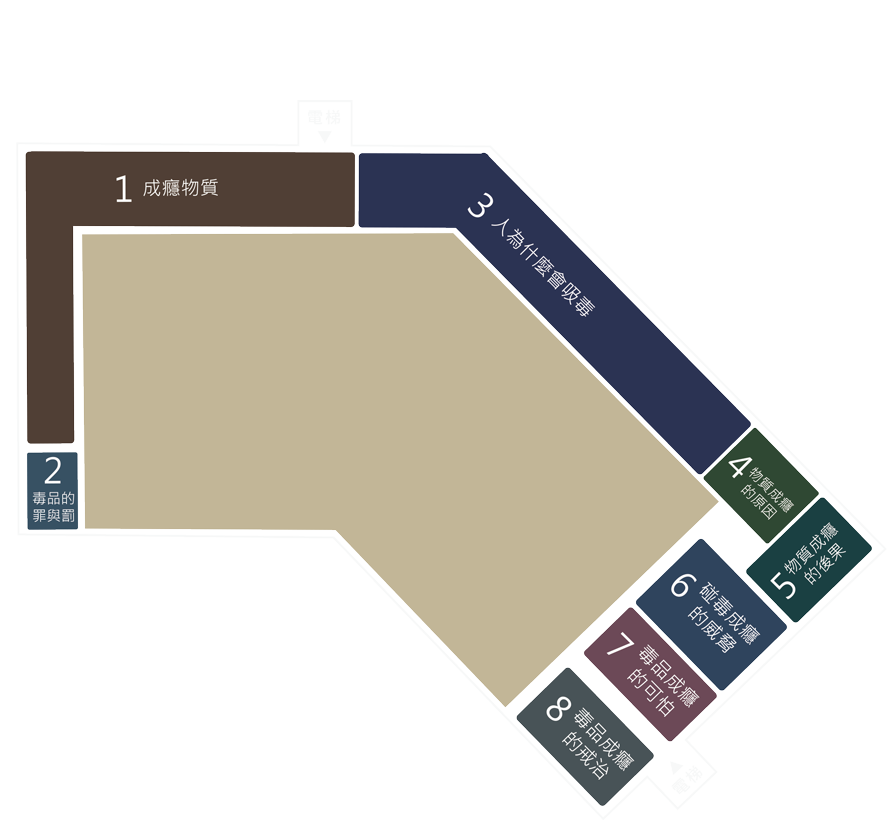 電梯
1 成癮物質
3 人為什麼會吸毒
2
毒品的
罪與罰
4 物質成癮
的原因
5 物質成癮
的後果
6 碰毒成癮
的威脅
7 毒品成癮
的可怕
8 毒品成癮
的戒治
電梯